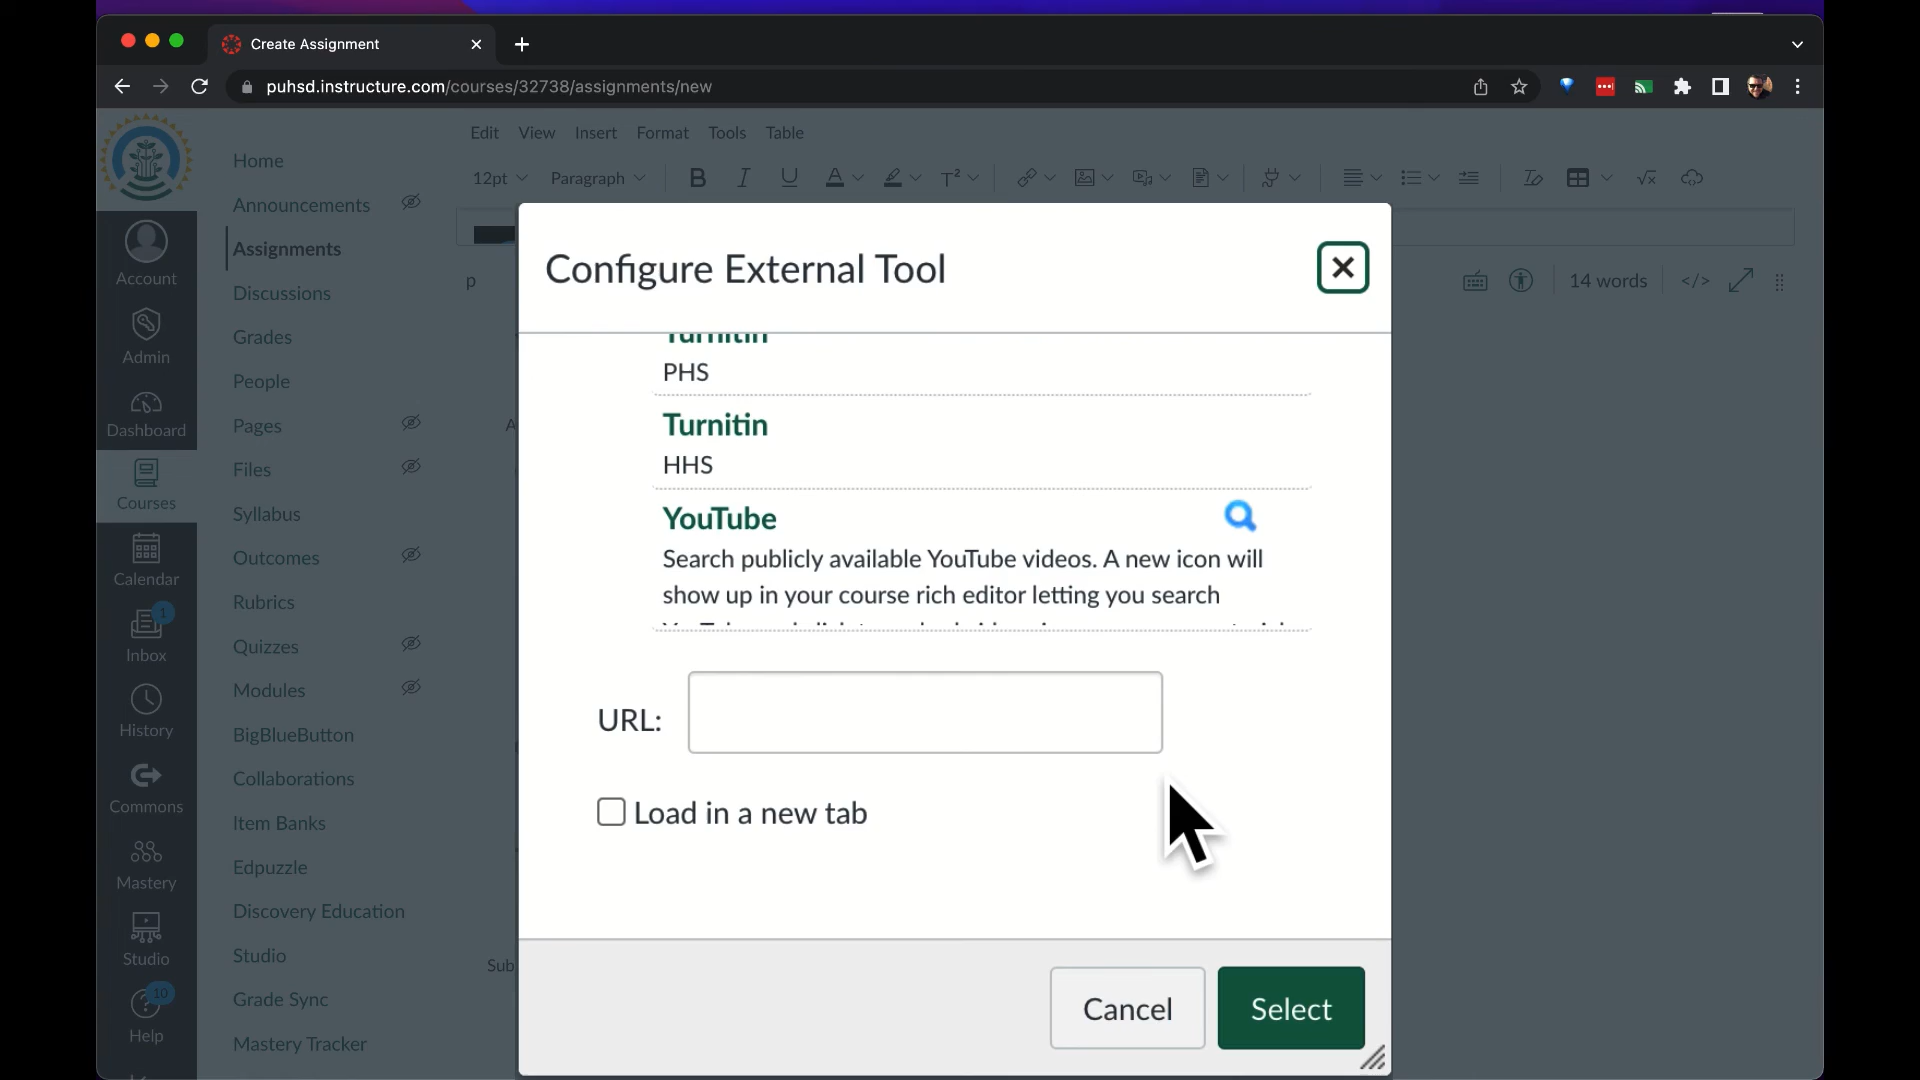 Create Assignment
puhsd.instructure.com/courses/32738/assignments/new
Edit View Insert Format Tools Table
12pt Paragraph
p
14 words
</>
Account
Admin
Dashboard
Courses
Calendar
1
Inbox
History
Commons
Mastery
Studio
10
Help
Home
Announcements
Assignments
Discussions
Grades
People
Pages
Files
Syllabus
Outcomes
Rubrics
Quizzes
Modules
BigBlueButton
Collaborations
Item Banks
Edpuzzle
Discovery Education
Studio
Grade Sync
Mastery Tracker
Sub
Configure External Tool
Turnitin
PHS
Turnitin
HHS
YouTube
Search publicly available YouTube videos. A new icon will
show up in your course rich editor letting you search
URL:
Load in a new tab
Cancel
Select